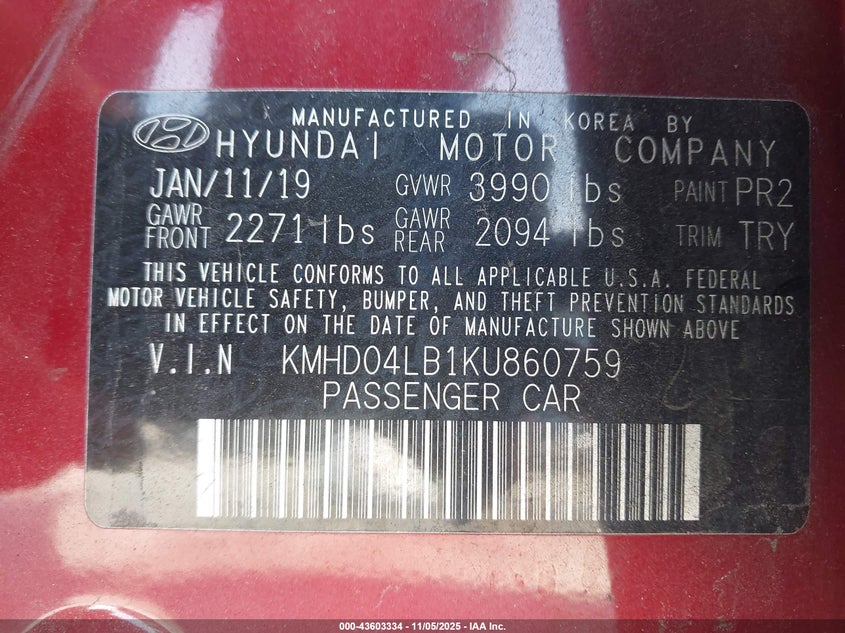 MANUFACTURED IN KOREA BY
HYUNDAI MOTOR COMPANY
JAN/11/19 GVWR 3990 lbs PAINT PR2
GAWR FRONT 2271 lbs GAWR REAR 2094 lbs TRIM TRY
THIS VEHICLE CONFORMS TO ALL APPLICABLE U.S.A. FEDERAL
MOTOR VEHICLE SAFETY, BUMPER, AND THEFT PREVENTION STANDARDS
IN EFFECT ON THE DATE OF MANUFACTURE SHOWN ABOVE
V.I.N KMHD04LB1KU860759
PASSENGER CAR
000-43603334 - 11/05/2025 - IAA Inc.